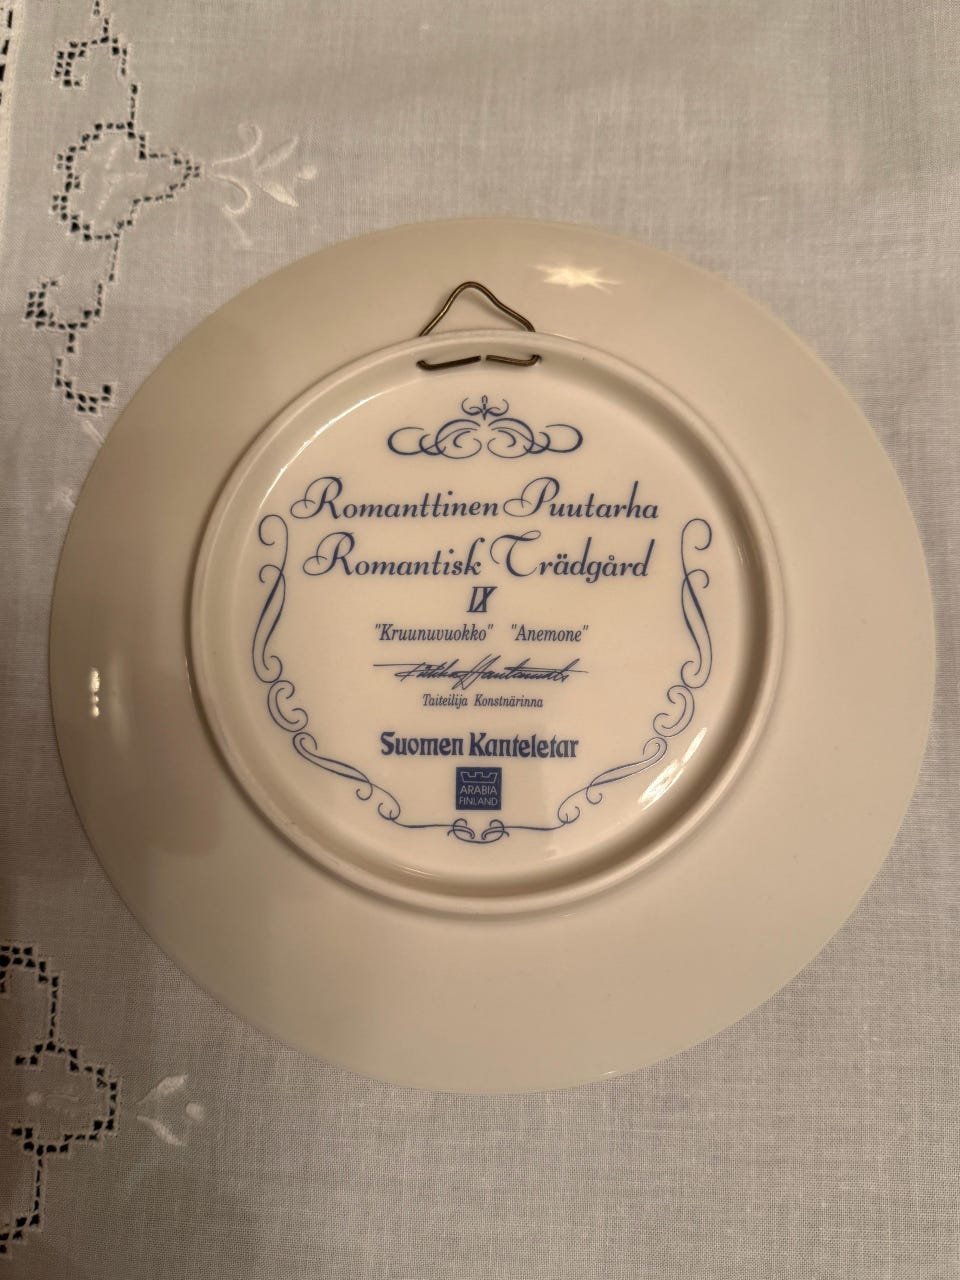 Romanttinen Puutarha
Romantisk Trädgård
IX
"Kruunuvuokko" "Anemone"
Taiteilija Konstnärinna
Suomen Kanteletar
ARABIA
FINLAND